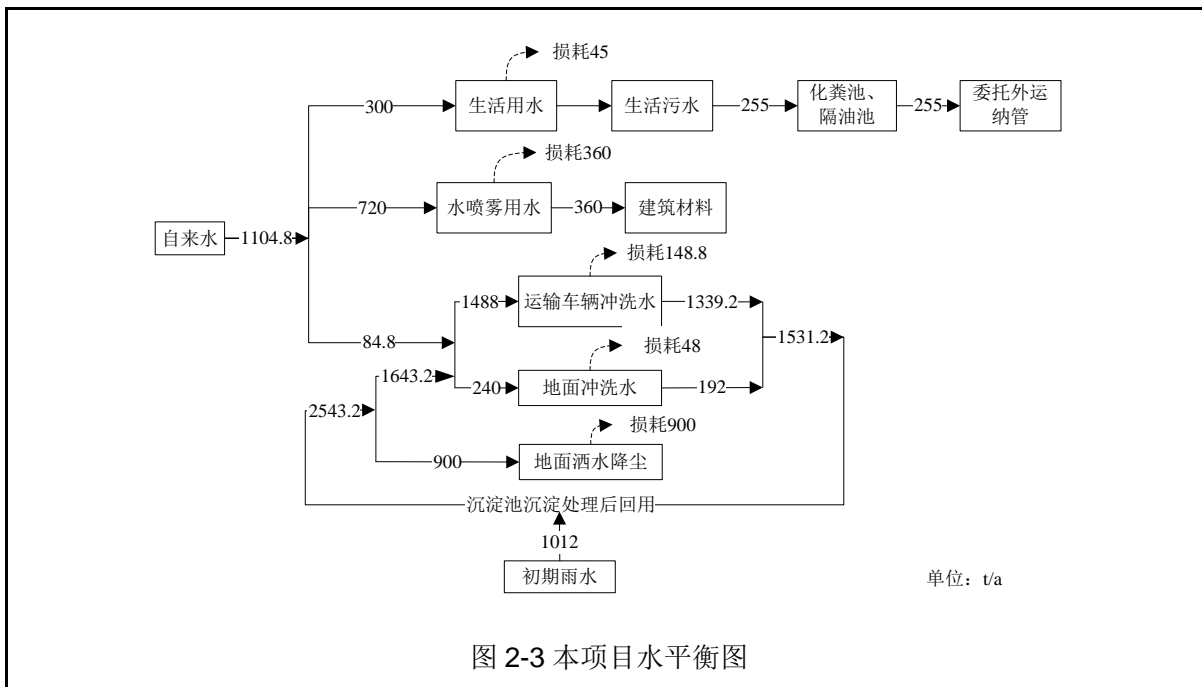 损耗45
300
生活用水
生活污水
255
化粪池、
隔油池
255
委托外运
纳管
损耗360
720
水喷雾用水
360
建筑材料
自来水
1104.8
损耗148.8
1488
运输车辆冲洗水
1339.2
84.8
损耗48
1531.2
1643.2
240
地面冲洗水
192
2543.2
损耗900
900
地面洒水降尘
沉淀池沉淀处理后回用
1012
初期雨水
单位：t/a
图 2-3 本项目水平衡图